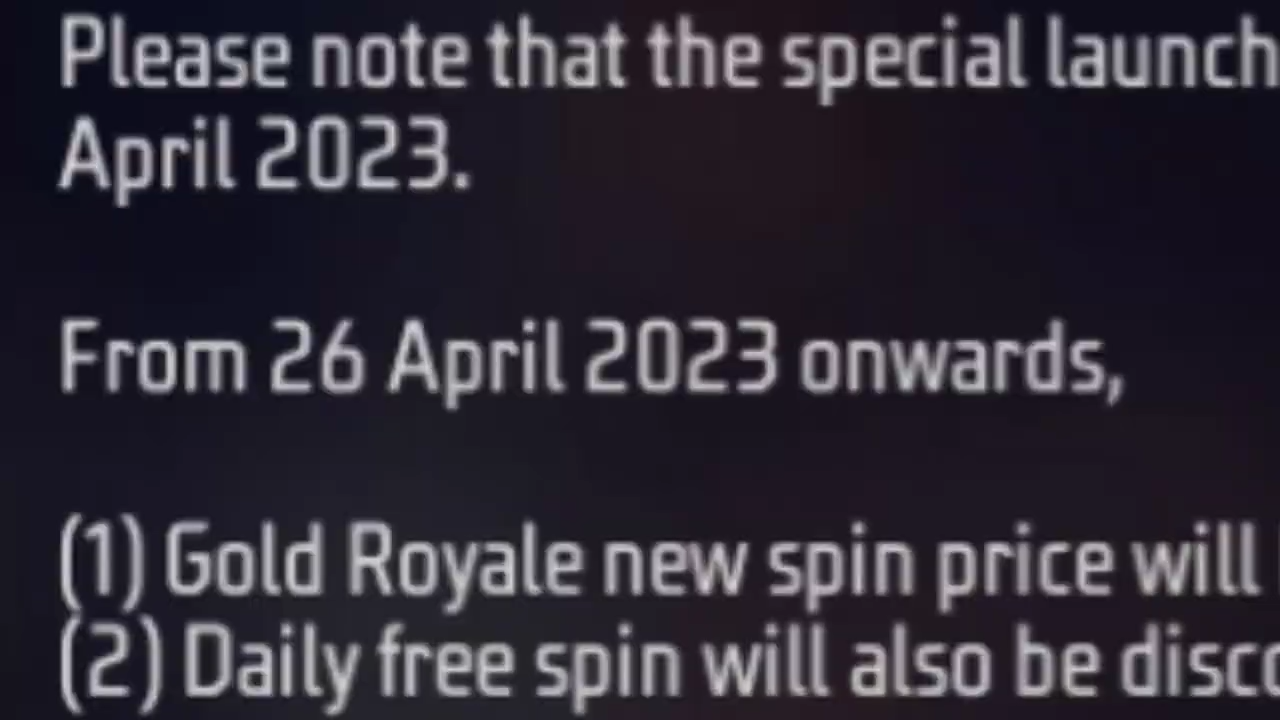 Please note that the special launch
April 2023.
From 26 April 2023 onwards,
(1) Gold Royale new spin price will
(2) Daily free spin will also be